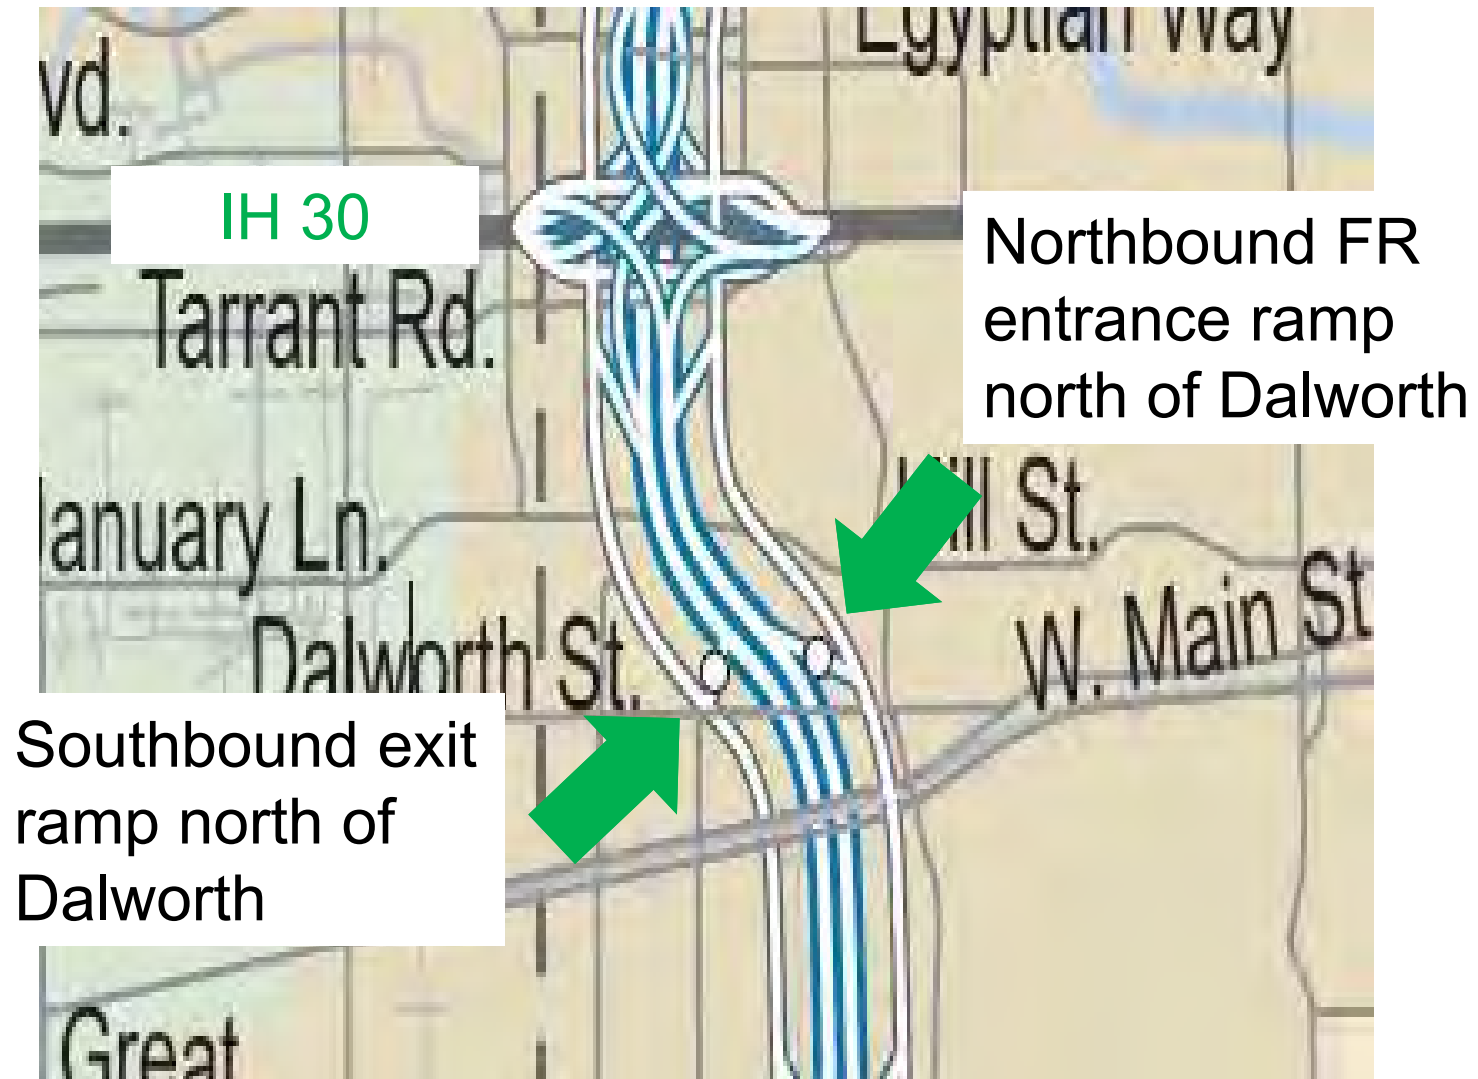 Egyptian Way
vd.
IH 30
Northbound FR
entrance ramp
north of Dalworth
Tarrant Rd.
St.
January Ln.
W. Main St
Dalworth St.
Southbound exit
ramp north of
Dalworth
Great